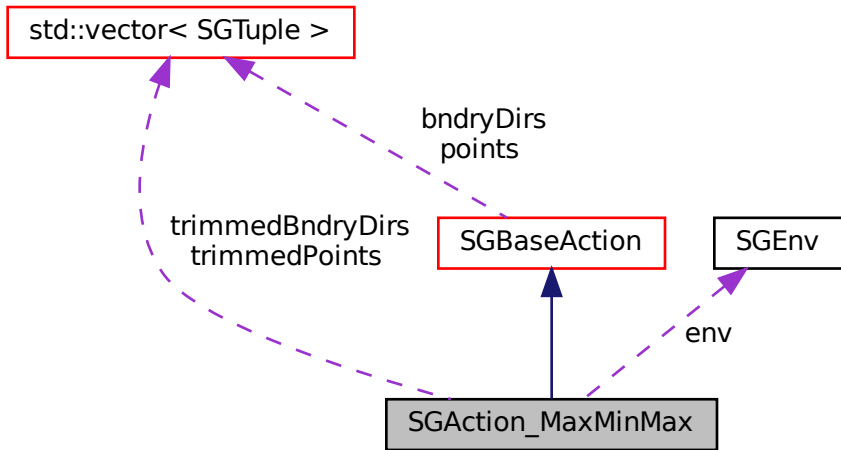 std::vector< SGTuple >
bndryDirs
points
trimmedBndryDirs
trimmedPoints
SGBaseAction
SGEnv
env
SGAction_MaxMinMax